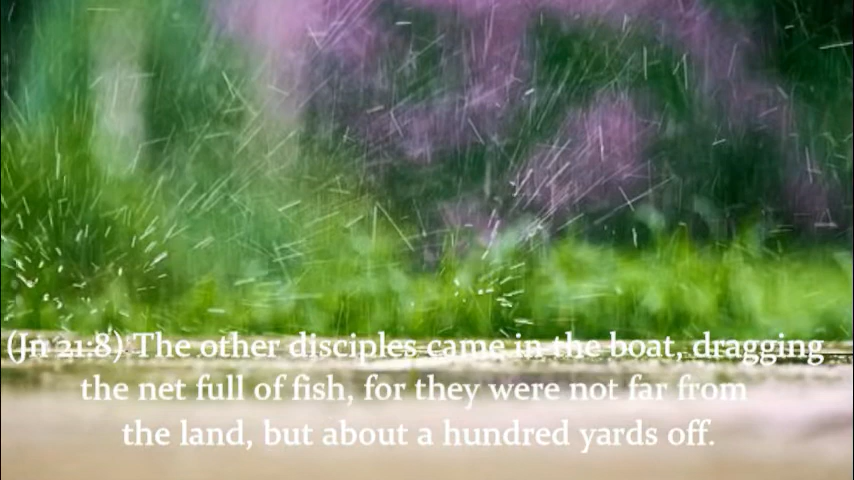 (Jn 21:8) The other disciples came in the boat, dragging
the net full of fish, for they were not far from
the land, but about a hundred yards off.